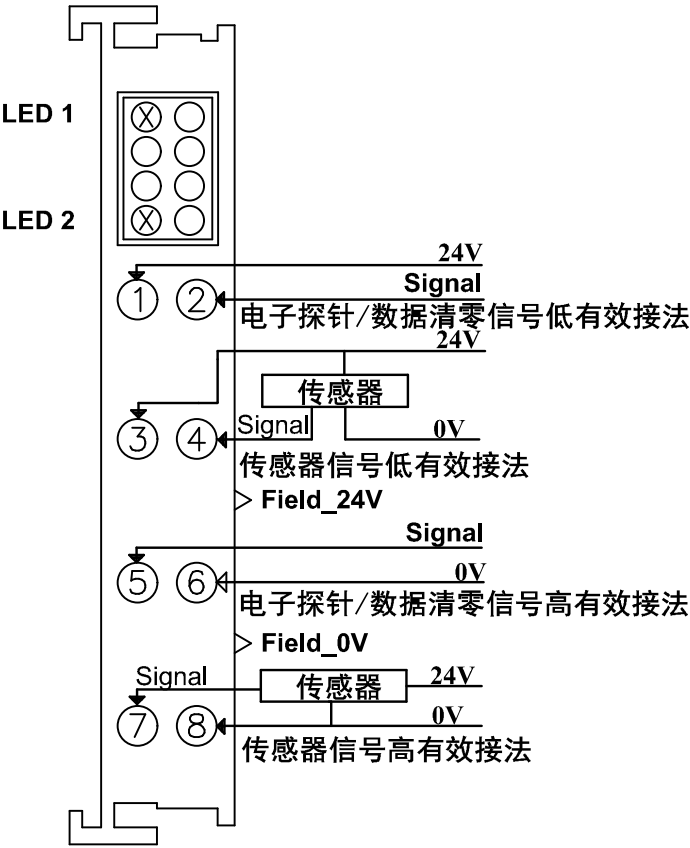 LED 1
LED 2
24V
① ② Signal
电子探针/数据清零信号低有效接法
24V
传感器
③ ④ Signal 0V
传感器信号低有效接法
Field_24V
Signal
⑤ ⑥ 0V
电子探针/数据清零信号高有效接法
Field_0V
Signal 传感器 24V
⑦ ⑧ 0V
传感器信号高有效接法